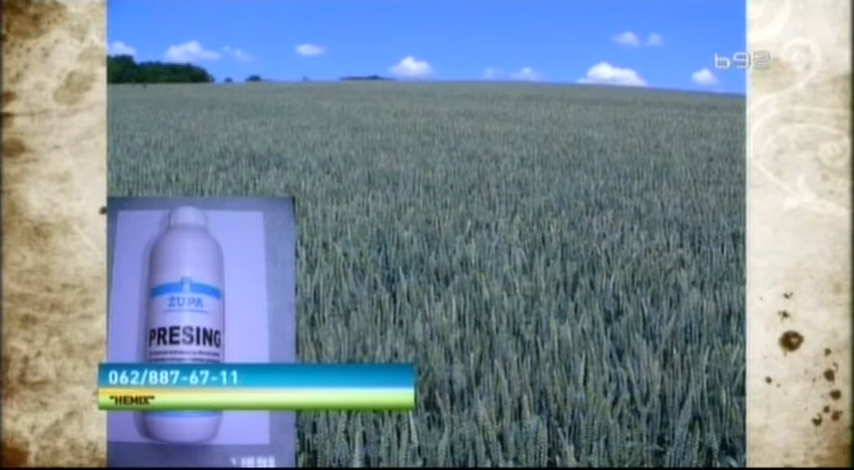 b92
ŽUPA
PRESING
062/887-67-11
"HEMIX"